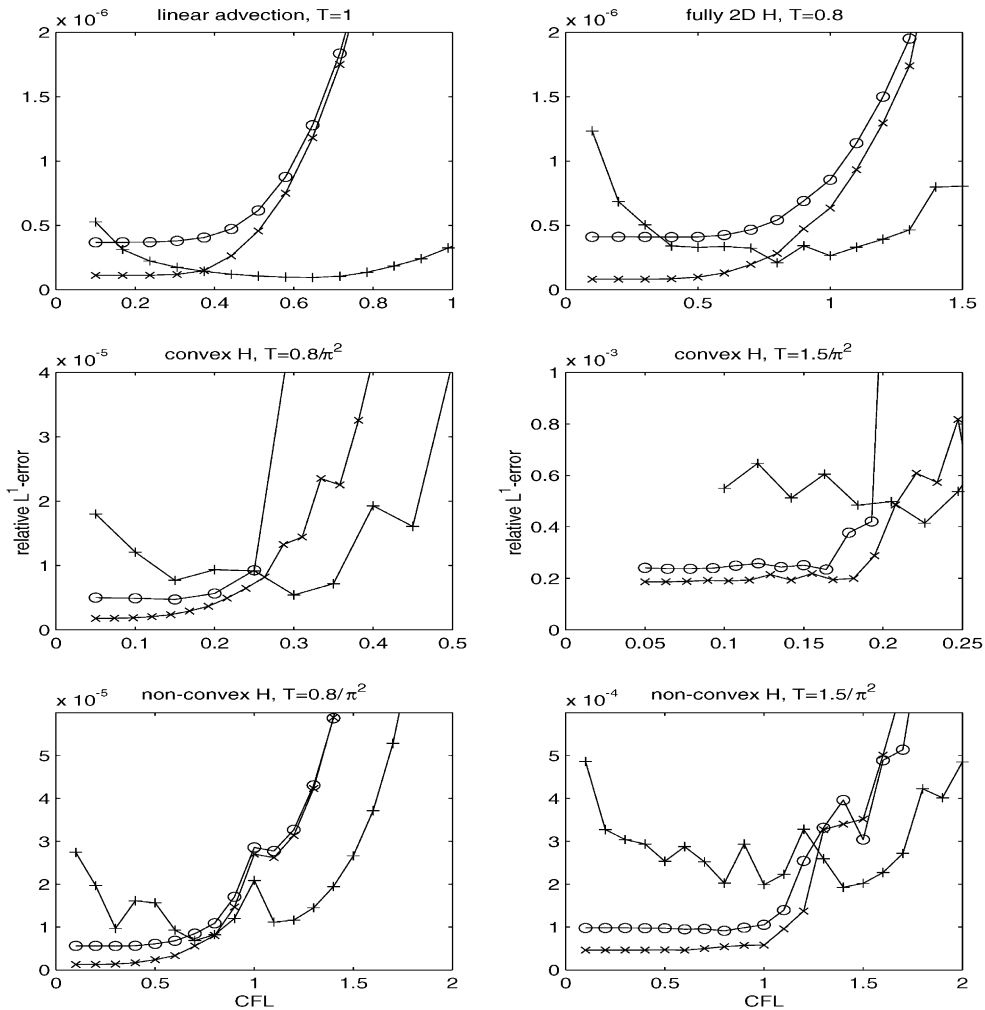 linear advection, T=1
x 10^-6
2
1.5
1
0.5
0
0 0.2 0.4 0.6 0.8 1
fully 2D H, T=0.8
x 10^-6
2
1.5
1
0.5
0
0 0.5 1 1.5
convex H, T=0.8/π^2
x 10^-5
relative L^1-error
4
3
2
1
0
0 0.1 0.2 0.3 0.4 0.5
convex H, T=1.5/π^2
x 10^-3
relative L^1-error
1
0.8
0.6
0.4
0.2
0
0 0.05 0.1 0.15 0.2 0.25
non-convex H, T=0.8/π^2
x 10^-5
5
4
3
2
1
0
0 0.5 1 1.5 2
CFL
non-convex H, T=1.5/π^2
x 10^-4
5
4
3
2
1
0
0 0.5 1 1.5 2
CFL